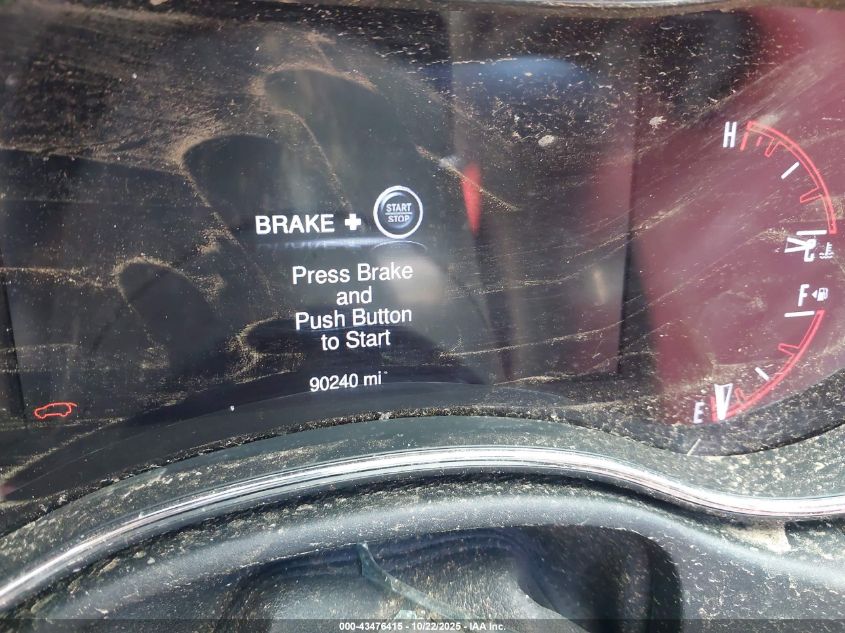 H
START
STOP
BRAKE +
C
Press Brake
and
Push Button
to Start
F
90240 mi
E
000-43476415 - 10/22/2025 - IAA Inc.